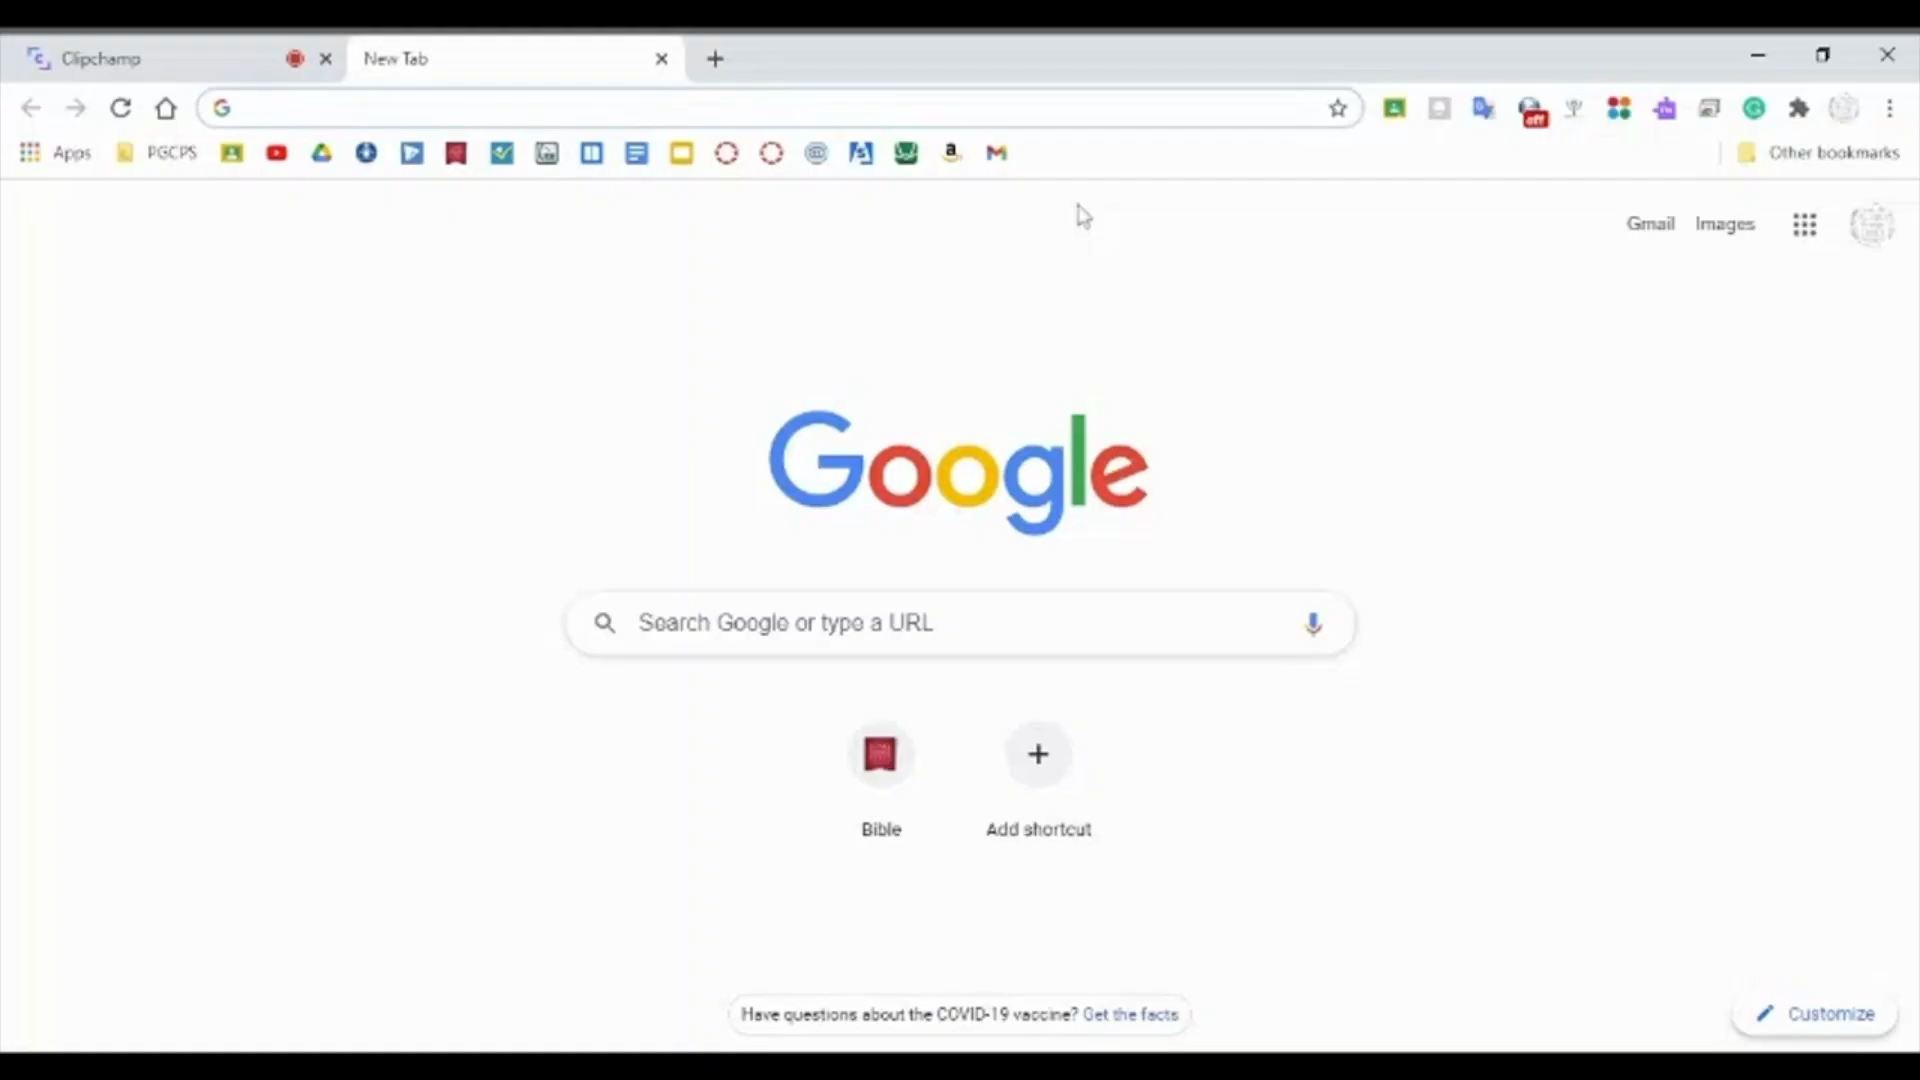 Clipchamp
New Tab
off
Apps
PGCPS
a
Other bookmarks
Gmail
Images
Google
Search Google or type a URL
Bible
Add shortcut
Have questions about the COVID-19 vaccine? Get the facts
Customize